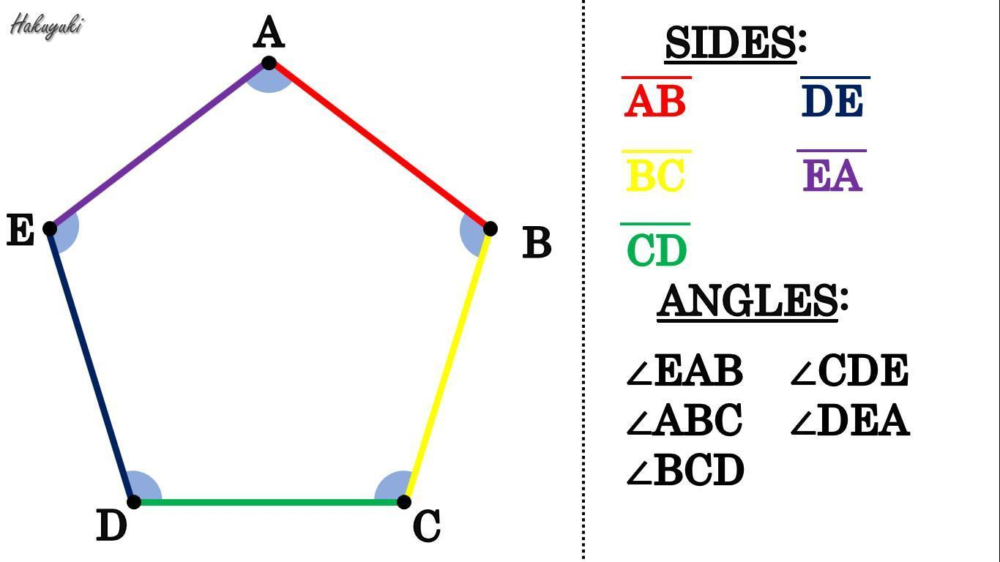 Hakuyuki
A
E
B
D
C
SIDES:
AB DE
BC EA
CD
ANGLES:
∠EAB ∠CDE
∠ABC ∠DEA
∠BCD